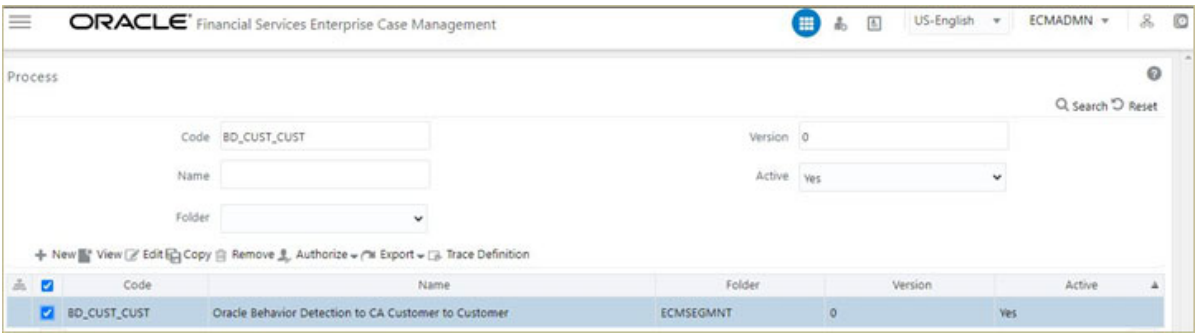 ORACLE® Financial Services Enterprise Case Management US-English ECMADMN
Process
Search Reset
Code BD_CUST_CUST Version 0
Name Active Yes
Folder
New View Edit Copy Remove Authorize Export Trace Definition
Code Name Folder Version Active
BD_CUST_CUST Oracle Behavior Detection to CA Customer to Customer ECMSEGMNT 0 Yes